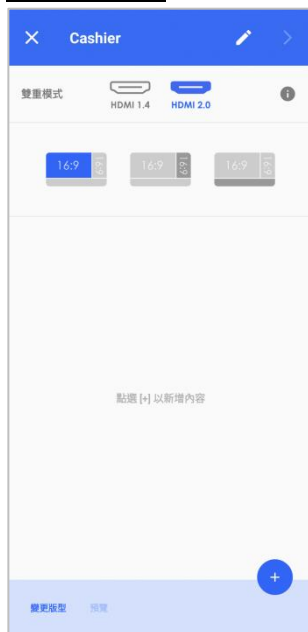 Cashier
雙重模式
HDMI 1.4
HDMI 2.0
16:9 16:9
16:9 16:9
16:9 16:9
點選 [+] 以新增內容
變更版型
預覽